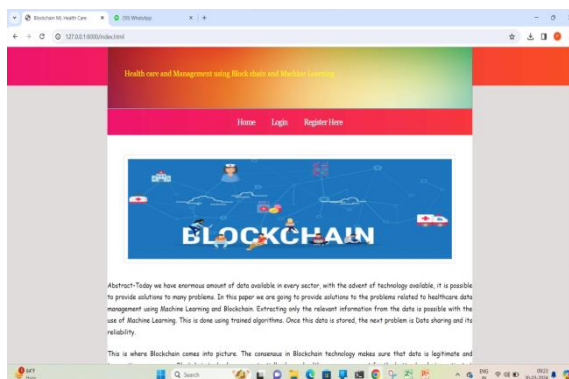 Blockchain ML Health Care
(50) WhatsApp
127.0.0.1:8000/index.html
Health care and Management using Block chain and Machine Learning
Home Login Register Here
BLOCKCHAIN
Abstract-Today we have enormous amount of data available in every sector, with the advent of technology available, it is possible
to provide solutions to many problems. In this paper we are going to provide solutions to the problems related to healthcare data
management using Machine Learning and Blockchain. Extracting only the relevant information from the data is possible with the
use of Machine Learning. This is done using trained algorithms. Once this data is stored, the next problem is Data sharing and its
reliability.
This is where Blockchain comes into picture. The consensus in Blockchain technology makes sure that data is legitimate and
Search
ENG
IN
09:23